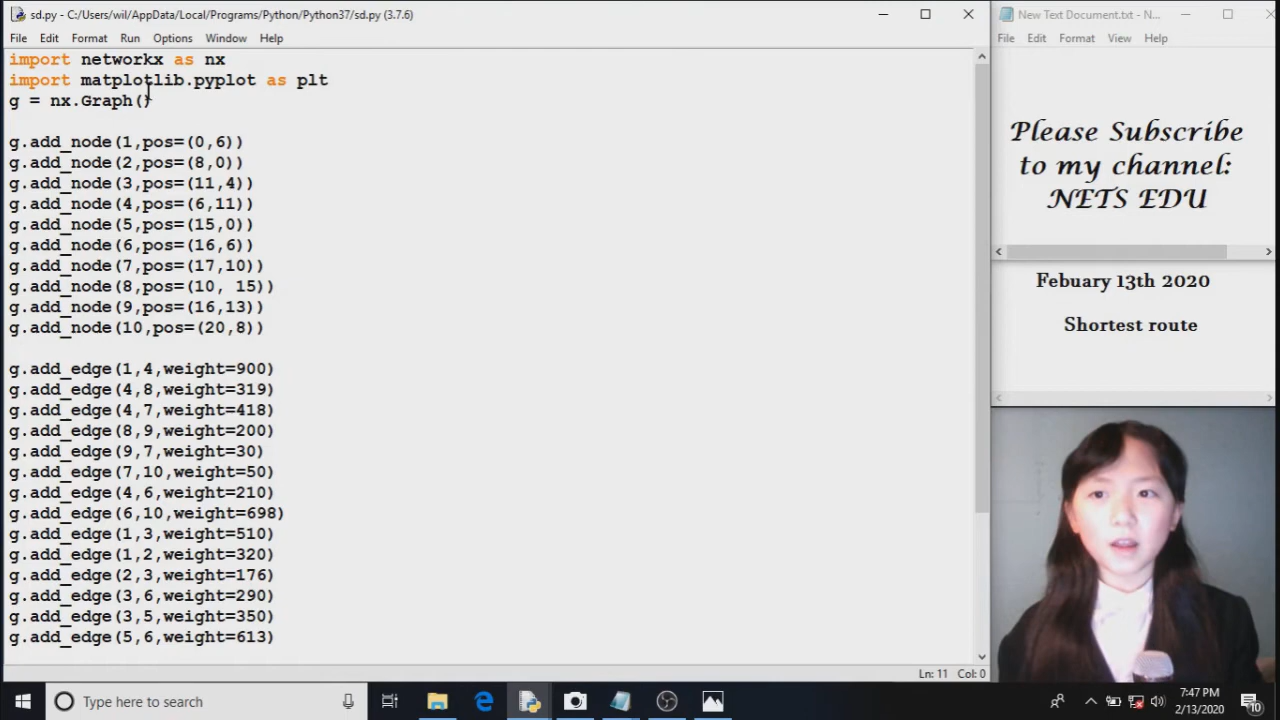 sd.py - C:/Users/wil/AppData/Local/Programs/Python/Python37/sd.py (3.7.6)
File Edit Format Run Options Window Help
import networkx as nx
import matplotlib.pyplot as plt
g = nx.Graph()
g.add_node(1,pos=(0,6))
g.add_node(2,pos=(8,0))
g.add_node(3,pos=(11,4))
g.add_node(4,pos=(6,11))
g.add_node(5,pos=(15,0))
g.add_node(6,pos=(16,6))
g.add_node(7,pos=(17,10))
g.add_node(8,pos=(10, 15))
g.add_node(9,pos=(16,13))
g.add_node(10,pos=(20,8))
g.add_edge(1,4,weight=900)
g.add_edge(4,8,weight=319)
g.add_edge(4,7,weight=418)
g.add_edge(8,9,weight=200)
g.add_edge(9,7,weight=30)
g.add_edge(7,10,weight=50)
g.add_edge(4,6,weight=210)
g.add_edge(6,10,weight=698)
g.add_edge(1,3,weight=510)
g.add_edge(1,2,weight=320)
g.add_edge(2,3,weight=176)
g.add_edge(3,6,weight=290)
g.add_edge(3,5,weight=350)
g.add_edge(5,6,weight=613)
Ln: 11 Col: 0
New Text Document.txt - N...
File Edit Format View Help
Please Subscribe
to my channel:
NETS EDU
Febuary 13th 2020
Shortest route
Type here to search
7:47 PM
2/13/2020
10